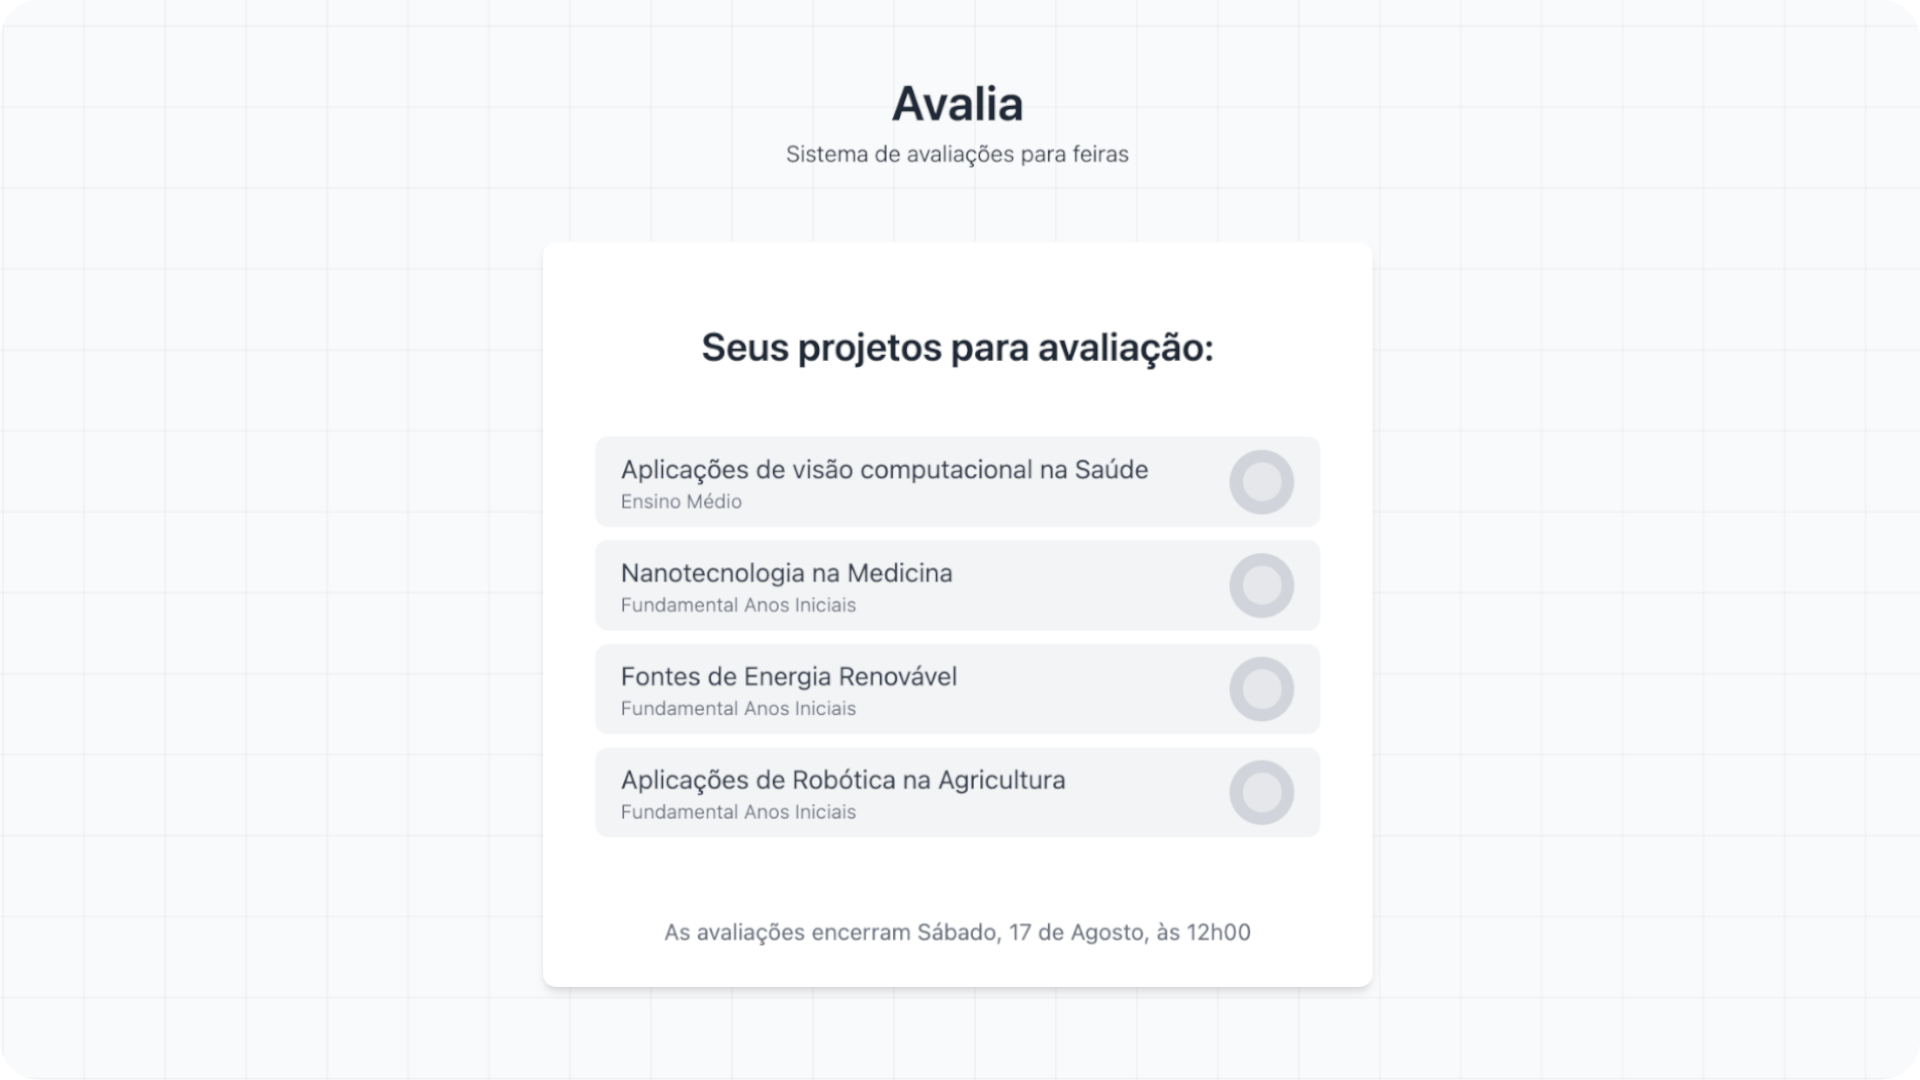 Avalia
Sistema de avaliações para feiras
Seus projetos para avaliação:
Aplicações de visão computacional na Saúde
Ensino Médio
Nanotecnologia na Medicina
Fundamental Anos Iniciais
Fontes de Energia Renovável
Fundamental Anos Iniciais
Aplicações de Robótica na Agricultura
Fundamental Anos Iniciais
As avaliações encerram Sábado, 17 de Agosto, às 12h00